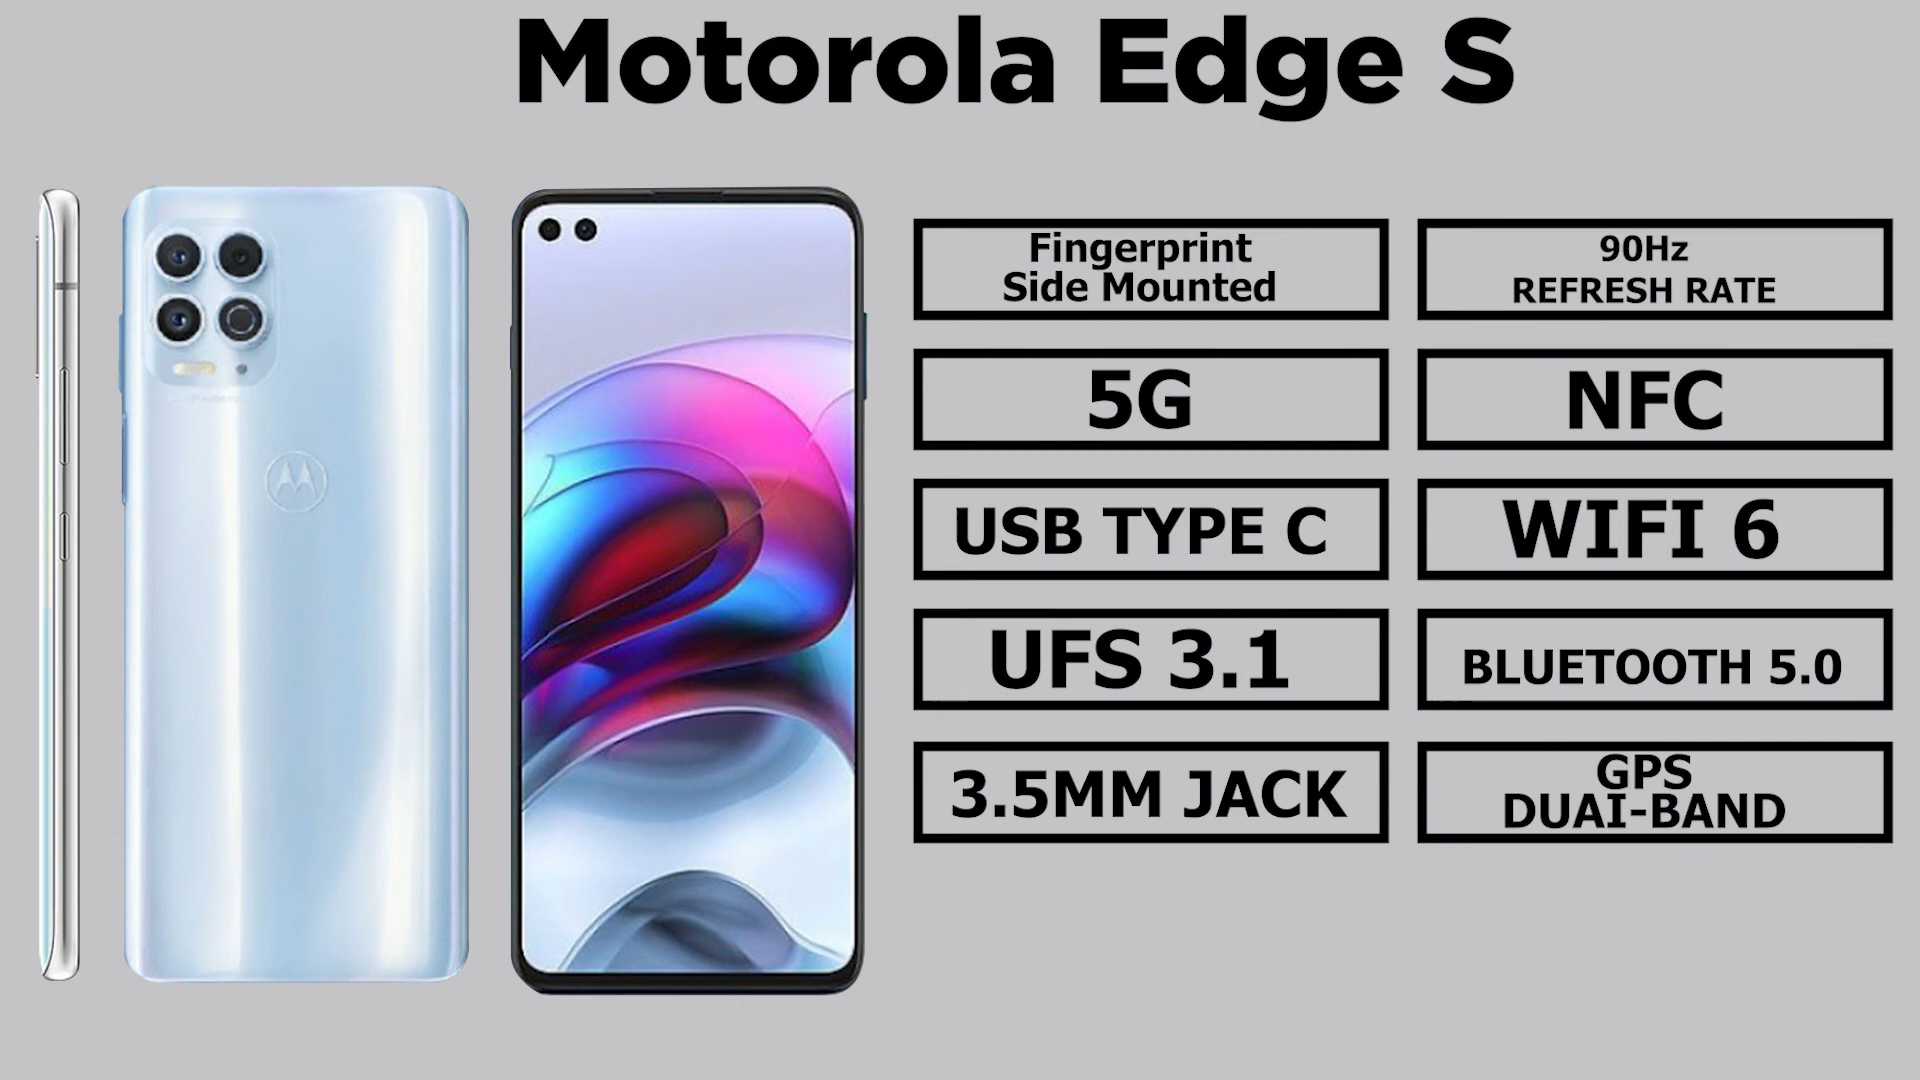 Motorola Edge S
Fingerprint
Side Mounted
90Hz
REFRESH RATE
5G
NFC
USB TYPE C
WIFI 6
UFS 3.1
BLUETOOTH 5.0
3.5MM JACK
GPS
DUAI-BAND